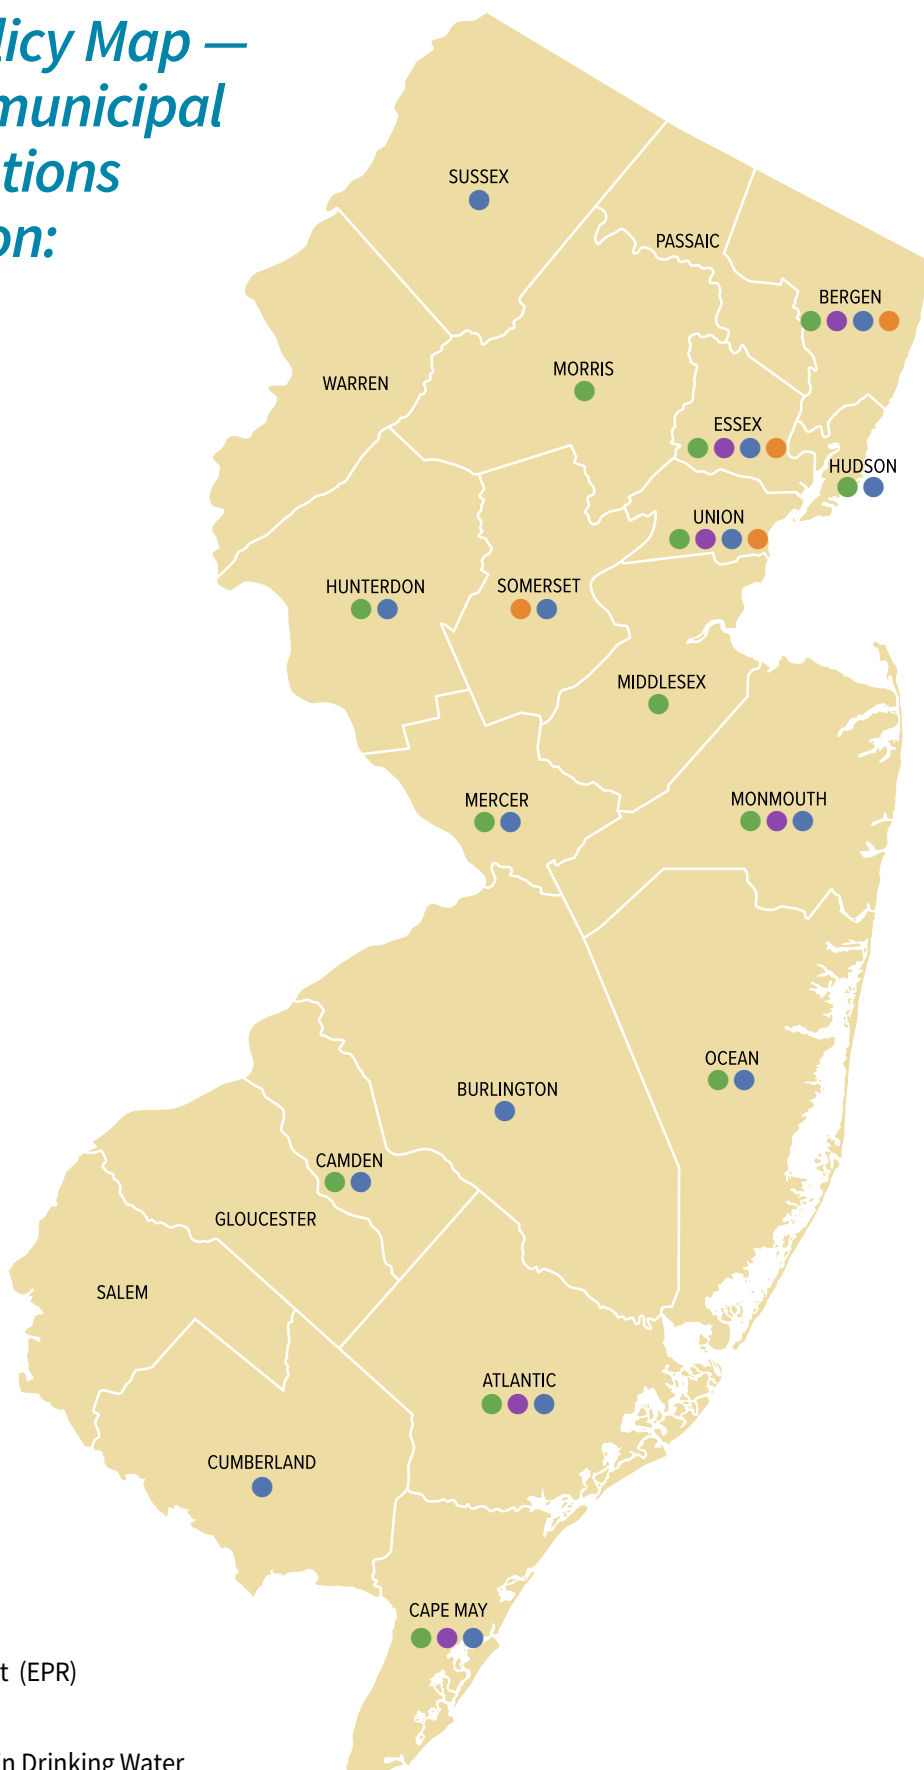 licy Map —
municipal
tions
on:
SUSSEX
PASSAIC
BERGEN
WARREN
MORRIS
ESSEX
HUDSON
UNION
HUNTERDON
SOMERSET
MIDDLESEX
MERCER
MONMOUTH
OCEAN
BURLINGTON
CAMDEN
GLOUCESTER
SALEM
ATLANTIC
CUMBERLAND
CAPE MAY
t (EPR)
n Drinking Water